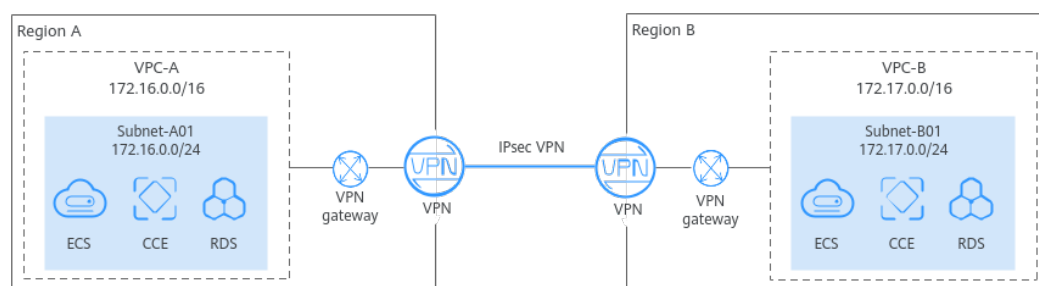 Region A
VPC-A
172.16.0.0/16
Subnet-A01
172.16.0.0/24
ECS
CCE
RDS
VPN
gateway
VPN
VPN
IPsec VPN
Region B
VPN
VPN
VPN
gateway
VPC-B
172.17.0.0/16
Subnet-B01
172.17.0.0/24
ECS
CCE
RDS